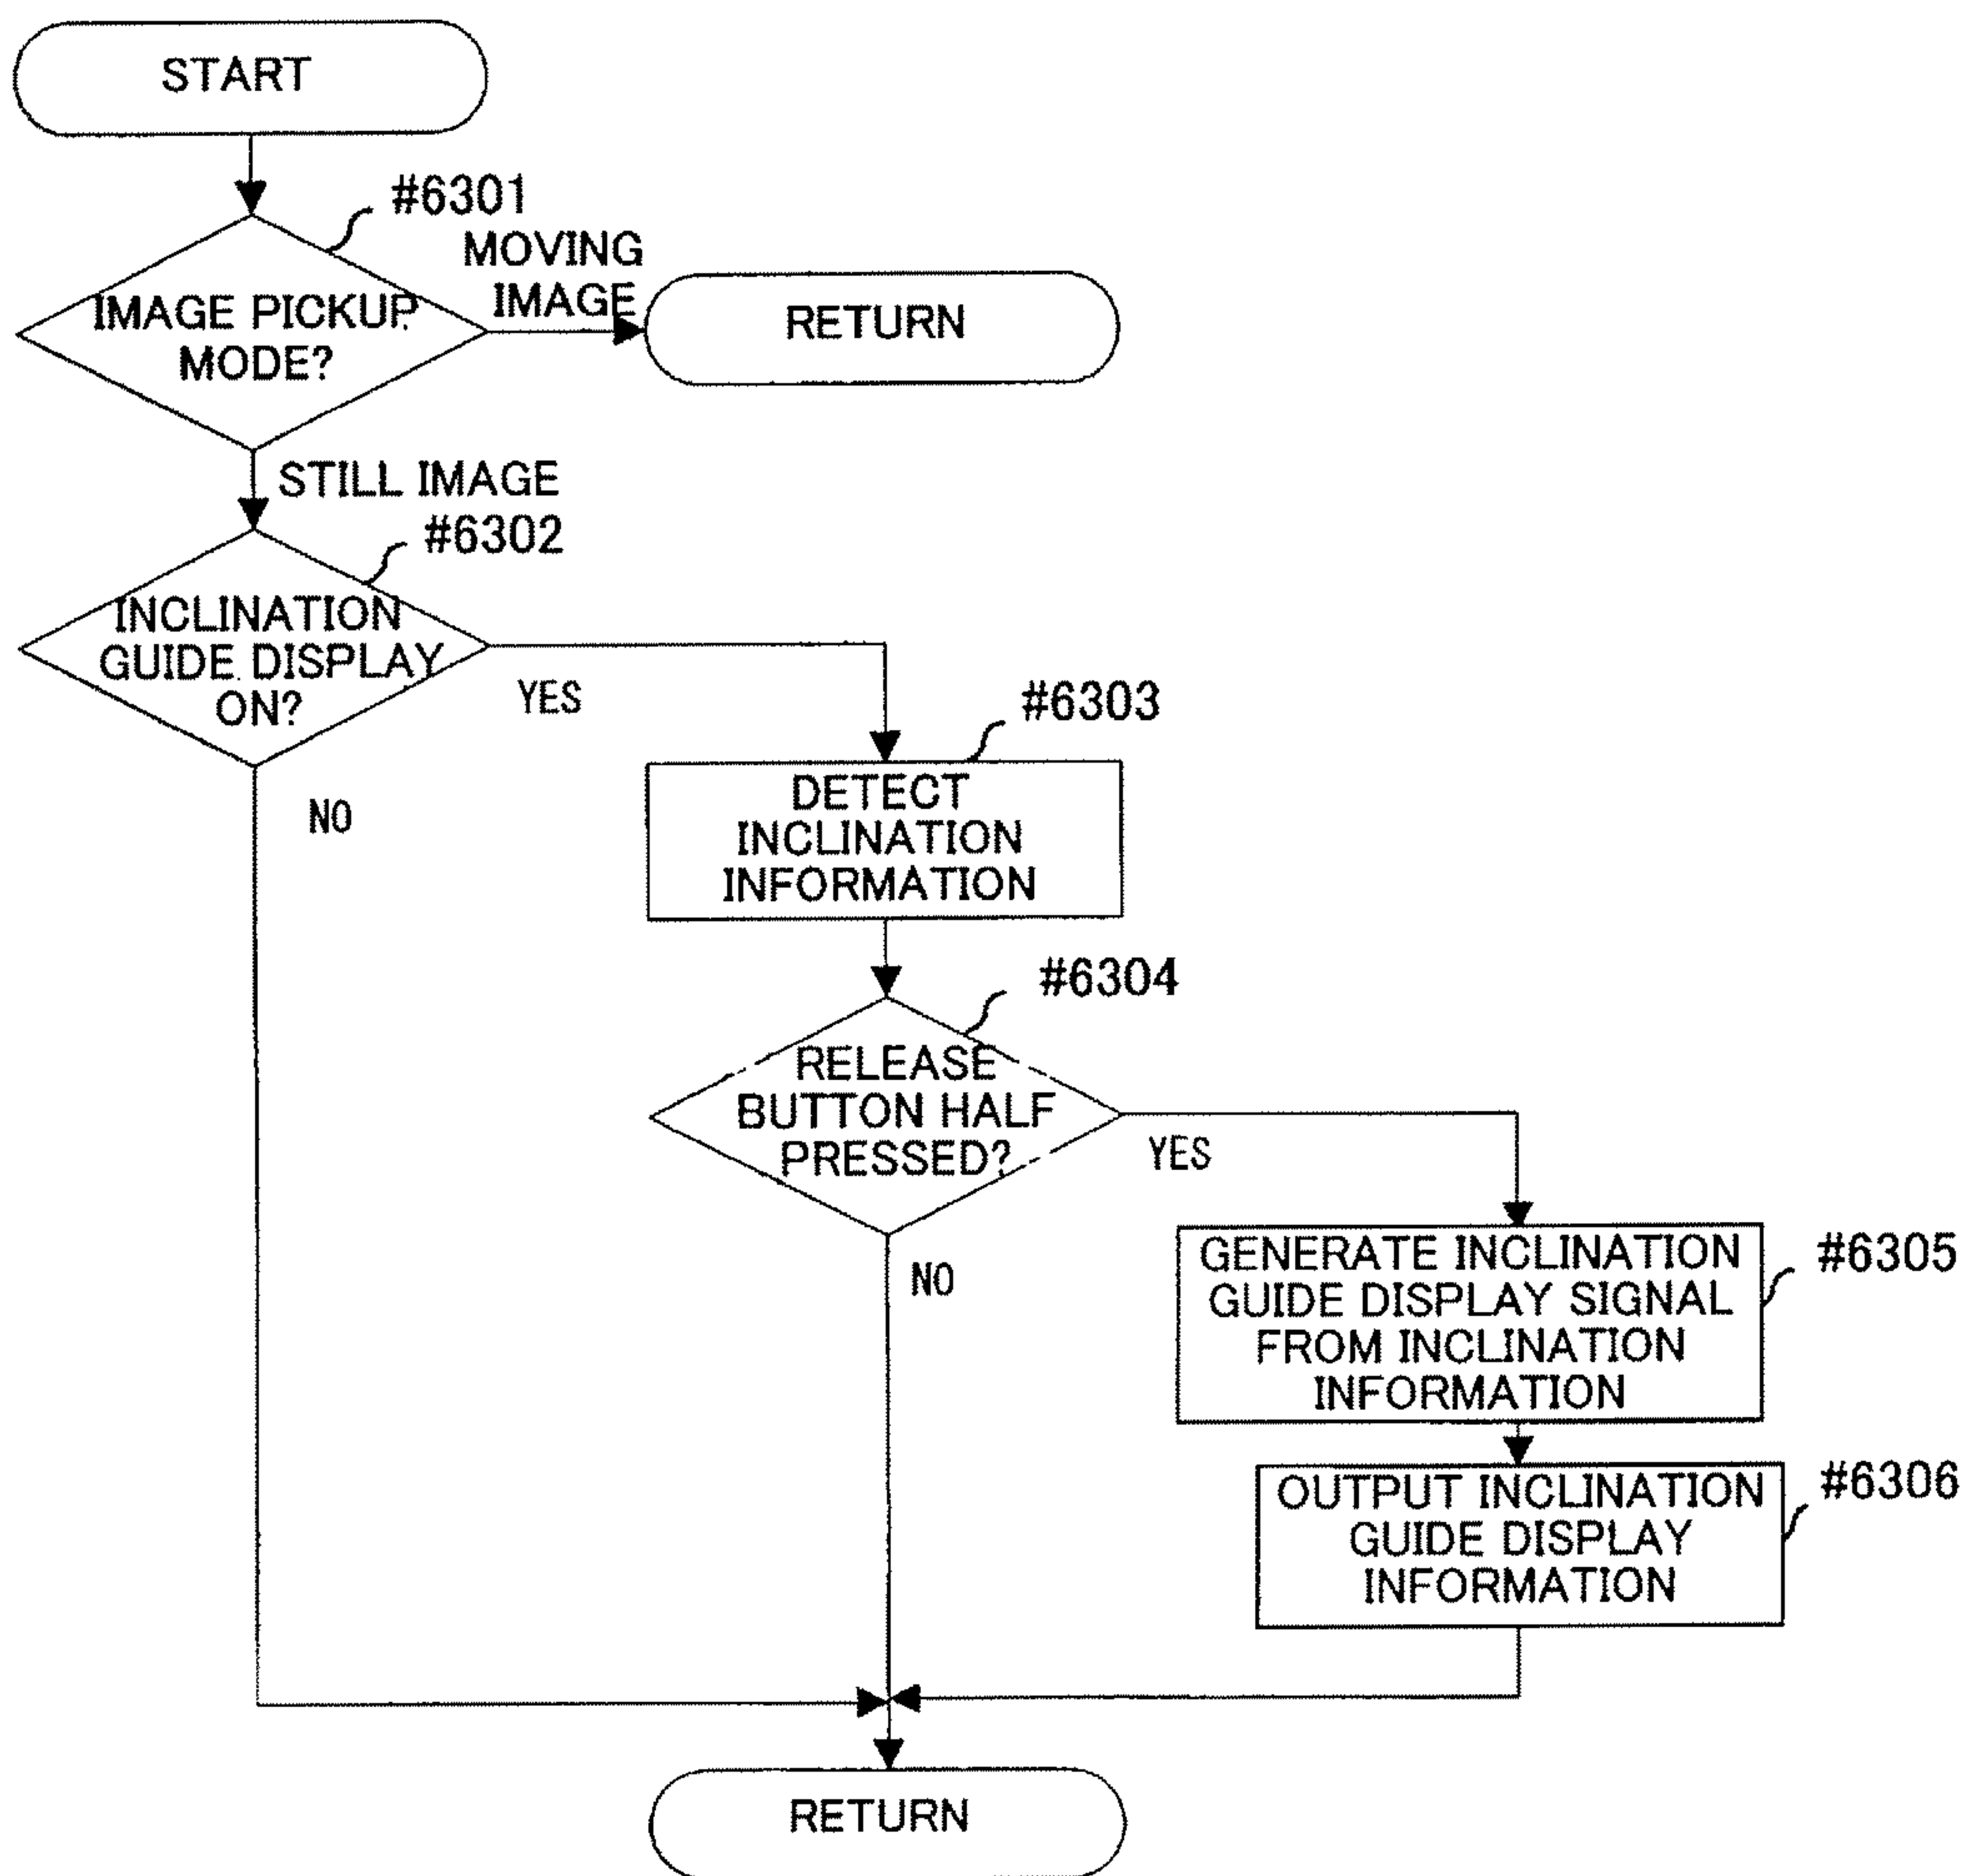 START
#6301
MOVING
IMAGE
IMAGE PICKUP
MODE?
RETURN
STILL IMAGE
#6302
INCLINATION
GUIDE DISPLAY
ON?
YES
NO
#6303
DETECT
INCLINATION
INFORMATION
#6304
RELEASE
BUTTON HALF
PRESSED?
YES
NO
GENERATE INCLINATION
GUIDE DISPLAY SIGNAL
FROM INCLINATION
INFORMATION
#6305
OUTPUT INCLINATION
GUIDE DISPLAY
INFORMATION
#6306
RETURN